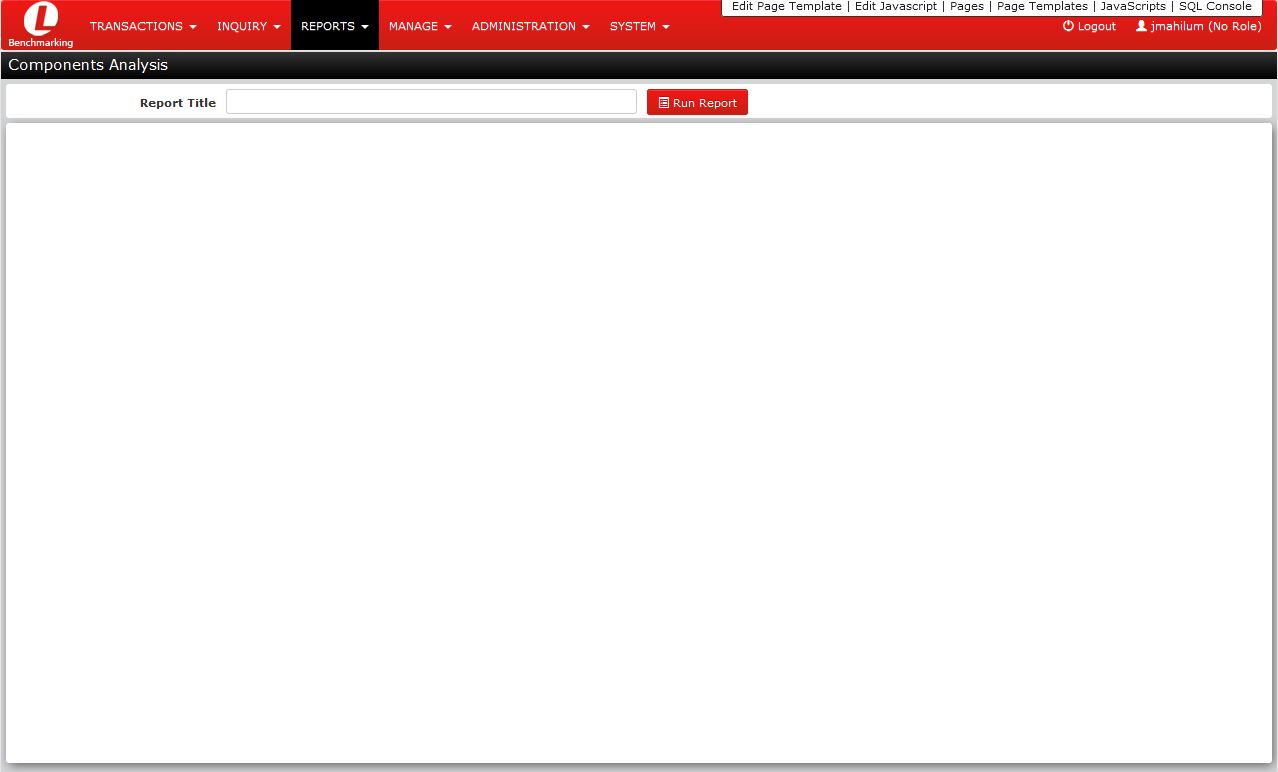 Edit Page Template | Edit Javascript | Pages | Page Templates | JavaScripts | SQL Console
L
Benchmarking
TRANSACTIONS INQUIRY REPORTS MANAGE ADMINISTRATION SYSTEM Logout jmahilum (No Role)
Components Analysis
Report Title Run Report